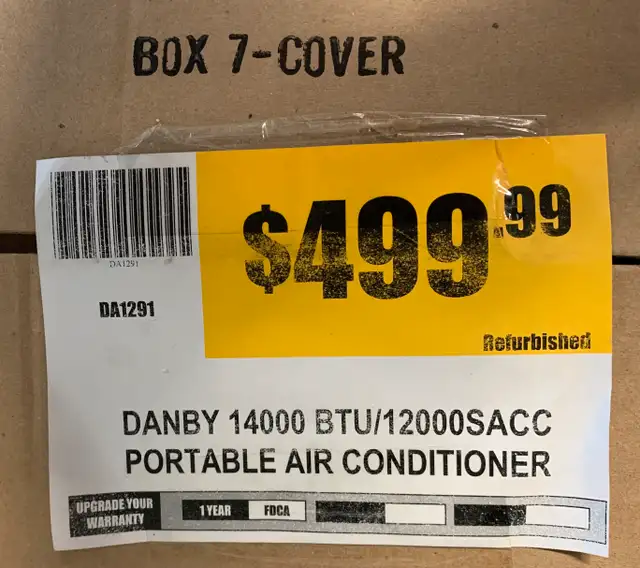 BOX 7-COVER
$499.99
DA1291
DA1291
Refurbished
DANBY 14000 BTU/12000SACC
PORTABLE AIR CONDITIONER
UPGRADE YOUR
WARRANTY
1 YEAR
FDCA